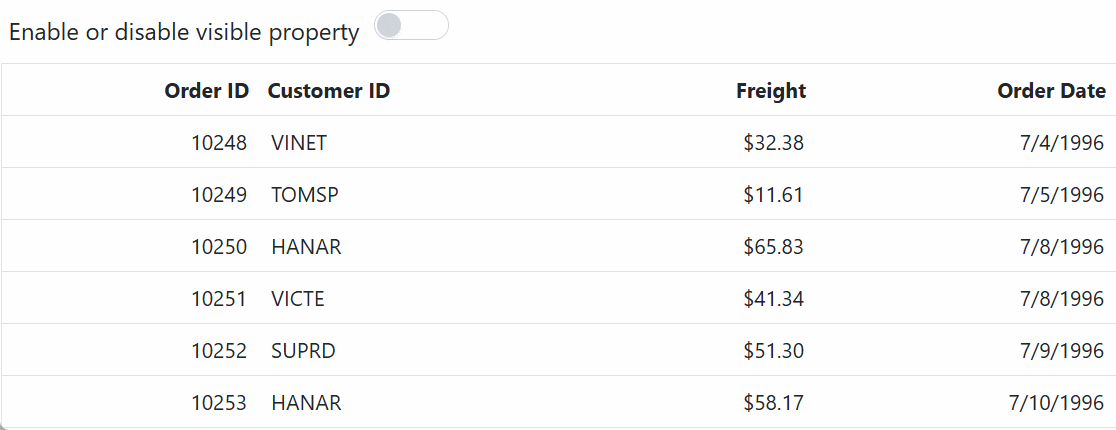 Enable or disable visible property
Order ID Customer ID Freight Order Date
10248 VINET $32.38 7/4/1996
10249 TOMSP $11.61 7/5/1996
10250 HANAR $65.83 7/8/1996
10251 VICTE $41.34 7/8/1996
10252 SUPRD $51.30 7/9/1996
10253 HANAR $58.17 7/10/1996